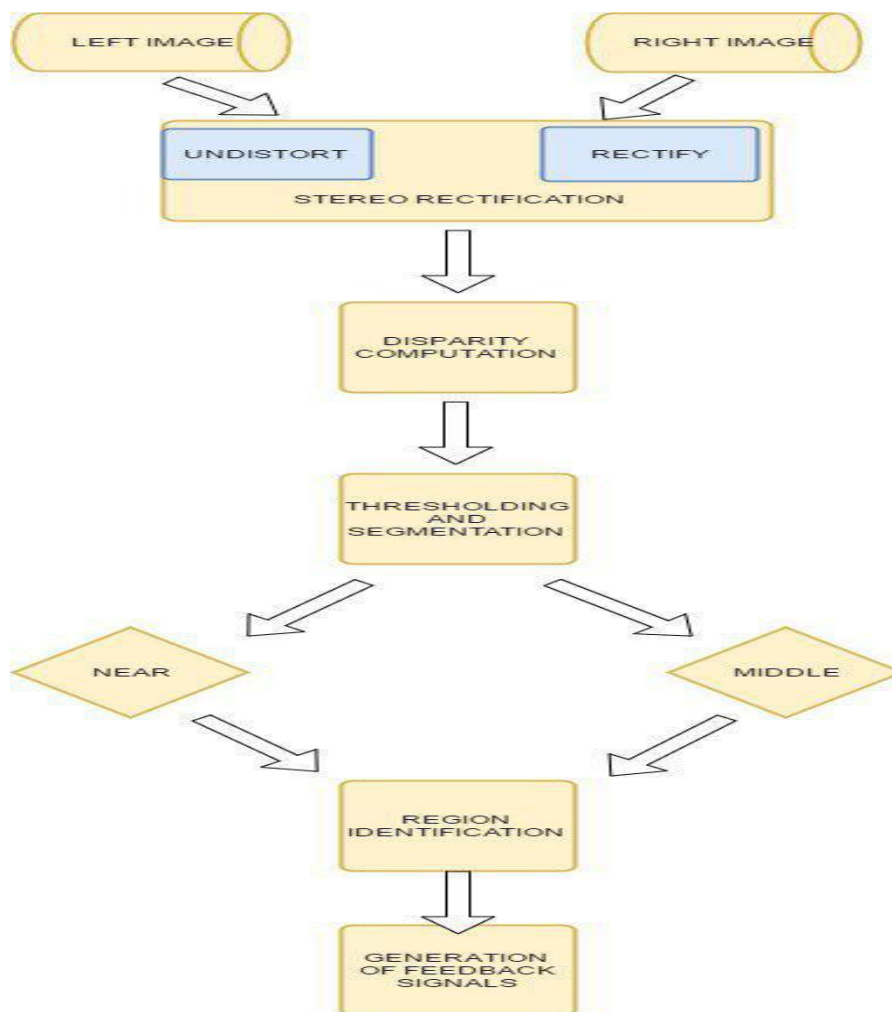 LEFT IMAGE
RIGHT IMAGE
UNDISTORT
RECTIFY
STEREO RECTIFICATION
DISPARITY
COMPUTATION
THRESHOLDING
AND
SEGMENTATION
NEAR
MIDDLE
REGION
IDENTIFICATION
GENERATION
OF FEEDBACK
SIGNALS